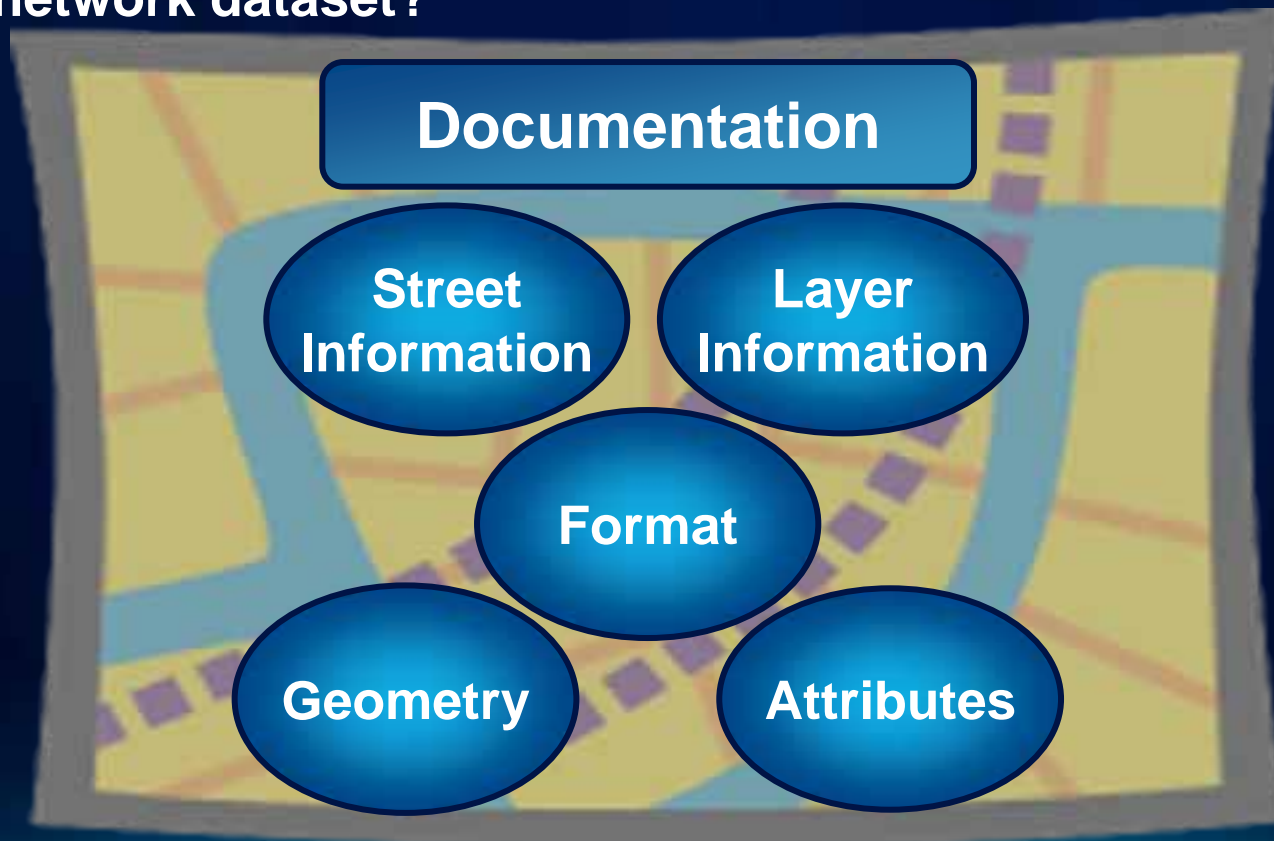 network dataset?
Documentation
Street
Information
Layer
Information
Format
Geometry
Attributes